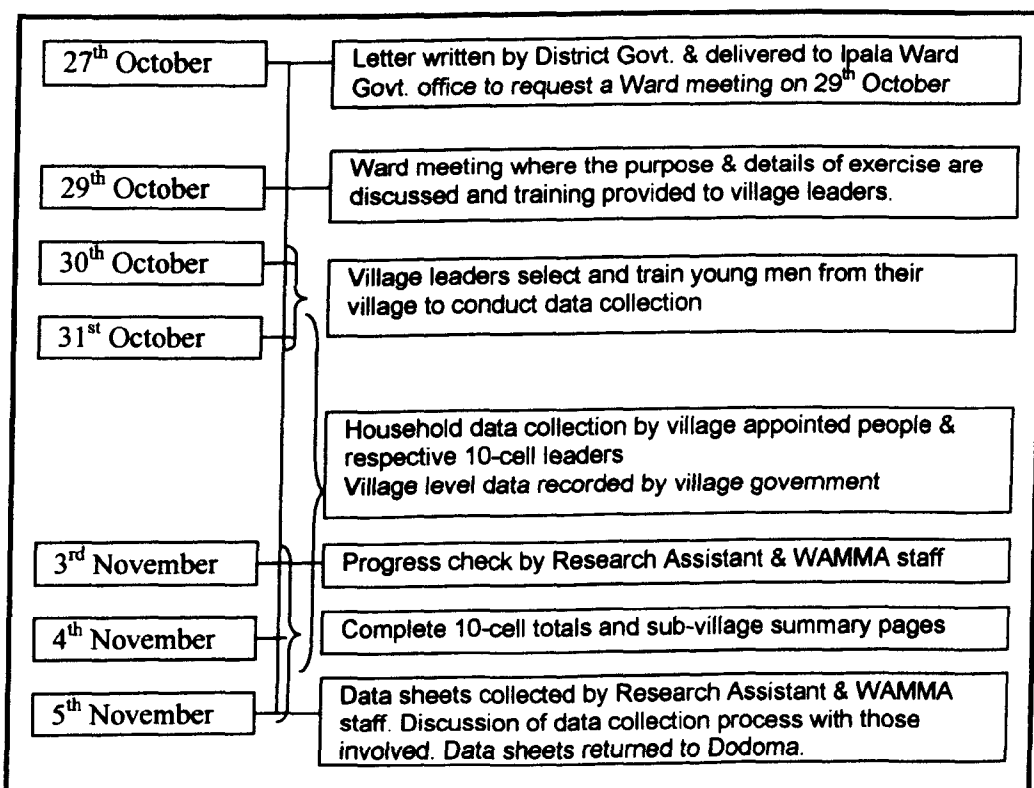 27th October
Letter written by District Govt. & delivered to Ipala Ward
Govt. office to request a Ward meeting on 29th October
29th October
Ward meeting where the purpose & details of exercise are
discussed and training provided to village leaders.
30th October
31st October
Village leaders select and train young men from their
village to conduct data collection
Household data collection by village appointed people &
respective 10-cell leaders
Village level data recorded by village government
3rd November
Progress check by Research Assistant & WAMMA staff
4th November
Complete 10-cell totals and sub-village summary pages
5th November
Data sheets collected by Research Assistant & WAMMA
staff. Discussion of data collection process with those
involved. Data sheets returned to Dodoma.